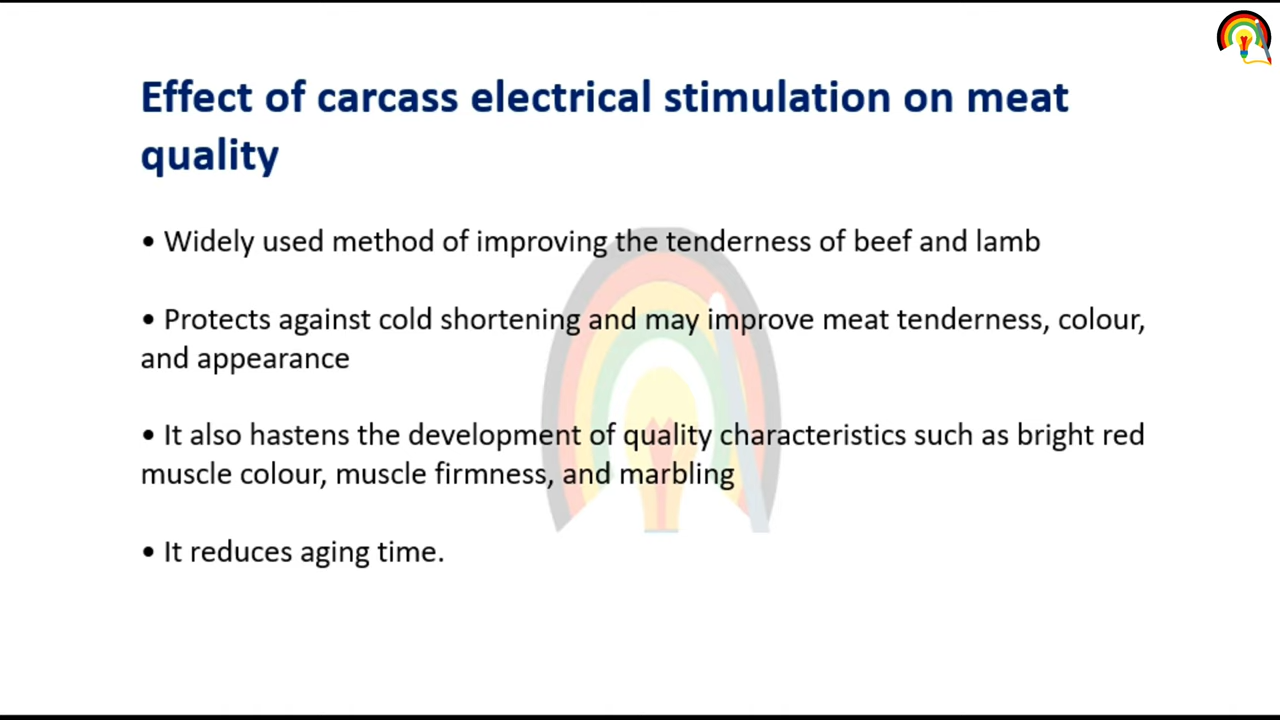 Effect of carcass electrical stimulation on meat
quality
• Widely used method of improving the tenderness of beef and lamb
• Protects against cold shortening and may improve meat tenderness, colour,
and appearance
• It also hastens the development of quality characteristics such as bright red
muscle colour, muscle firmness, and marbling
• It reduces aging time.